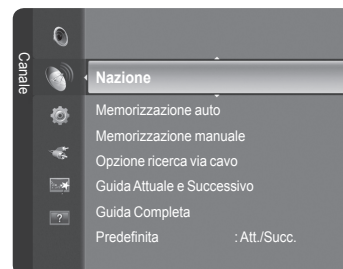 Canale
Nazione
Memorizzazione auto
Memorizzazione manuale
Opzione ricerca via cavo
Guida Attuale e Successivo
Guida Completa
Predefinita : Att./Succ.
?